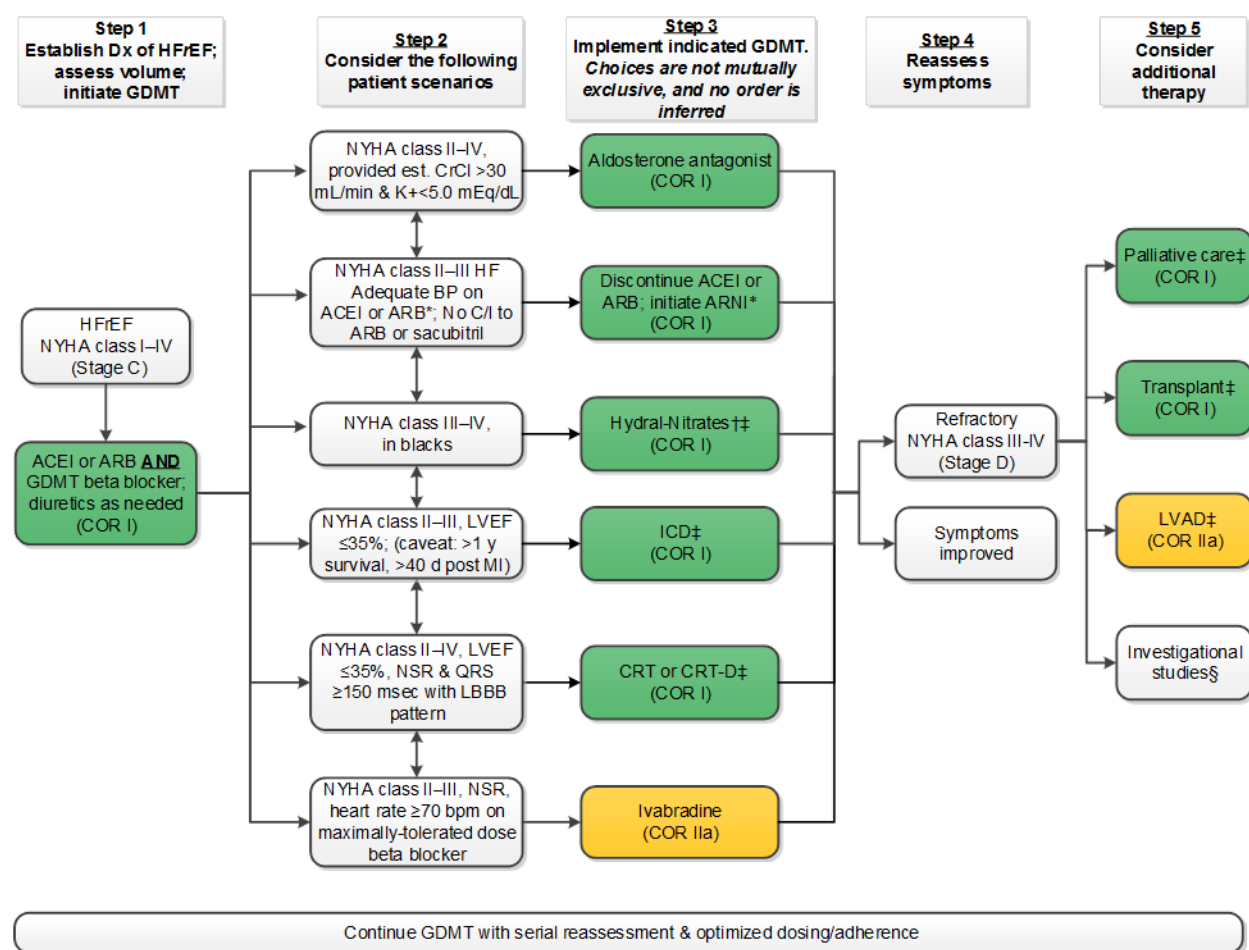 Step 1
Establish Dx of HFrEF;
assess volume;
initiate GDMT
Step 2
Consider the following
patient scenarios
Step 3
Implement indicated GDMT.
Choices are not mutually
exclusive, and no order is
inferred
Step 4
Reassess
symptoms
Step 5
Consider
additional
therapy
HFrEF
NYHA class I–IV
(Stage C)
ACEI or ARB AND
GDMT beta blocker;
diuretics as needed
(COR I)
NYHA class II–IV,
provided est. CrCl >30
mL/min & K+<5.0 mEq/dL
Aldosterone antagonist
(COR I)
NYHA class II–III HF
Adequate BP on
ACEI or ARB*; No C/I to
ARB or sacubitril
Discontinue ACEI or
ARB; initiate ARNI*
(COR I)
NYHA class III–IV,
in blacks
Hydral-Nitrates†‡
(COR I)
NYHA class II–III, LVEF
≤35%; (caveat: >1 y
survival, >40 d post MI)
ICD‡
(COR I)
NYHA class II–IV, LVEF
≤35%, NSR & QRS
≥150 msec with LBBB
pattern
CRT or CRT-D‡
(COR I)
NYHA class II–III, NSR,
heart rate ≥70 bpm on
maximally-tolerated dose
beta blocker
Ivabradine
(COR IIa)
Refractory
NYHA class III-IV
(Stage D)
Symptoms
improved
Palliative care‡
(COR I)
Transplant‡
(COR I)
LVAD‡
(COR IIa)
Investigational
studies§
Continue GDMT with serial reassessment & optimized dosing/adherence